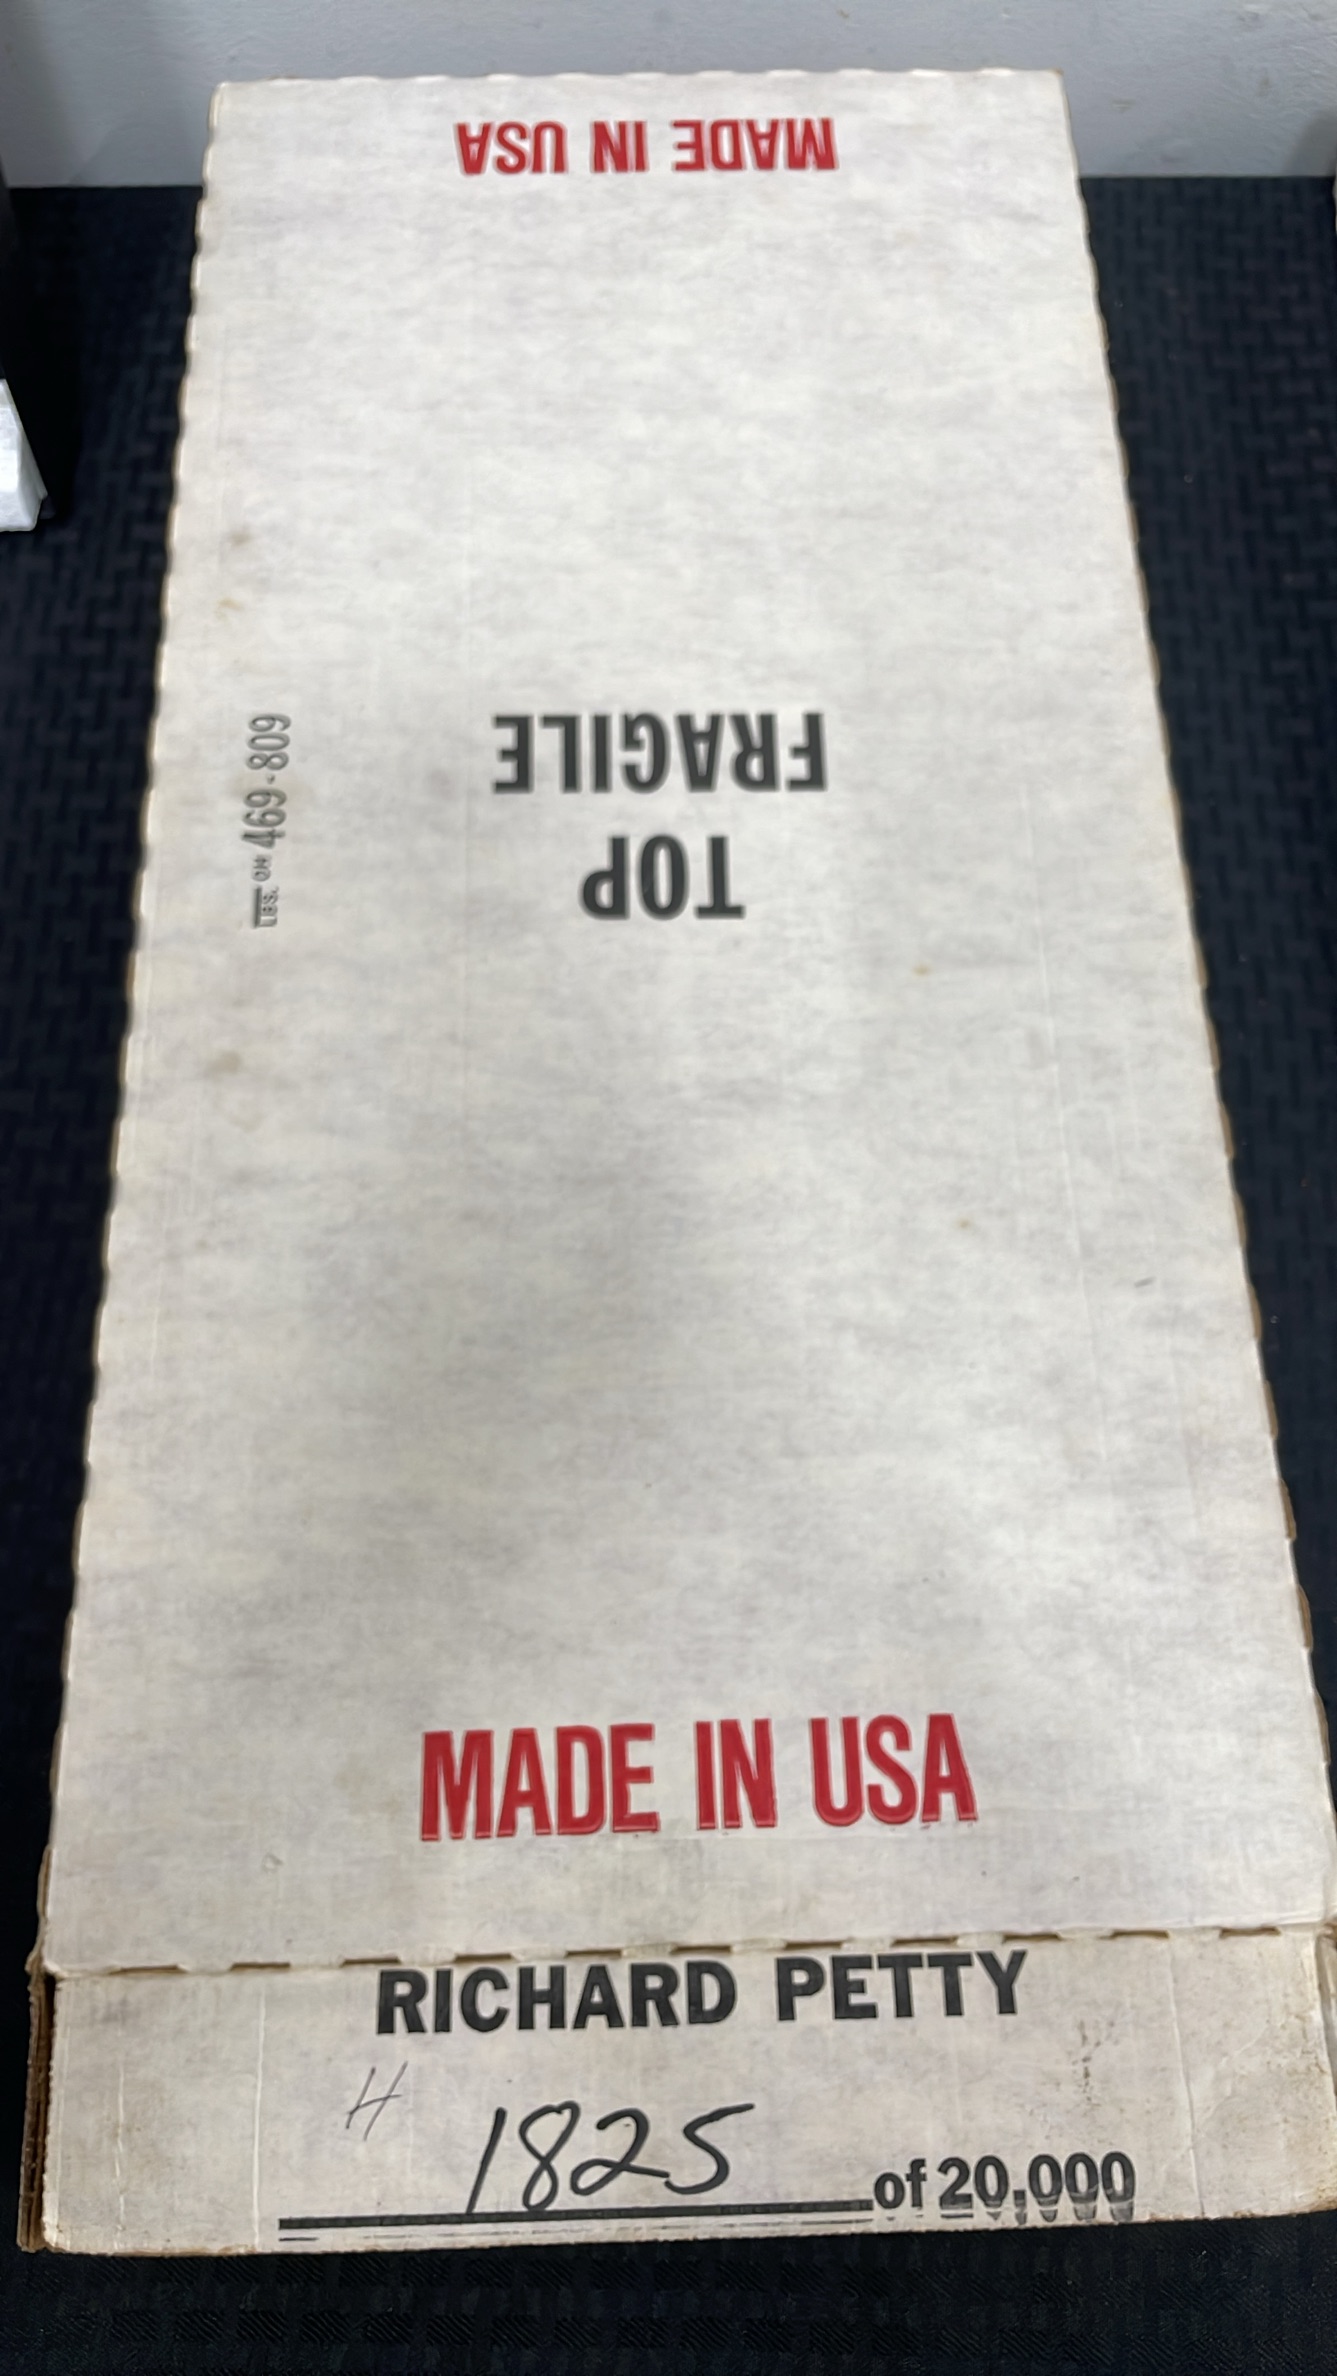 MADE IN USA
FRAGILE
TOP
469-809
MADE IN USA
RICHARD PETTY
H
1825 of 20,000